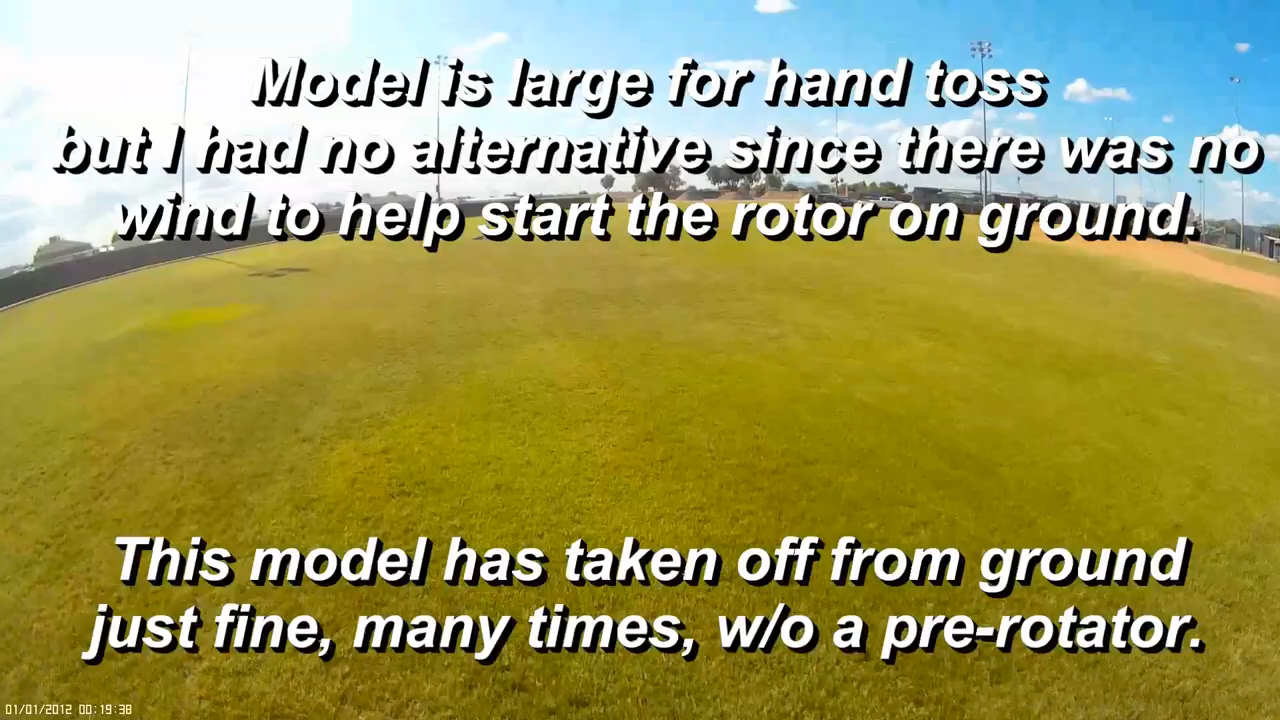 Model is large for hand toss
but I had no alternative since there was no
wind to help start the rotor on ground.
This model has taken off from ground
just fine, many times, w/o a pre-rotator.
01/01/2012 00:19:38